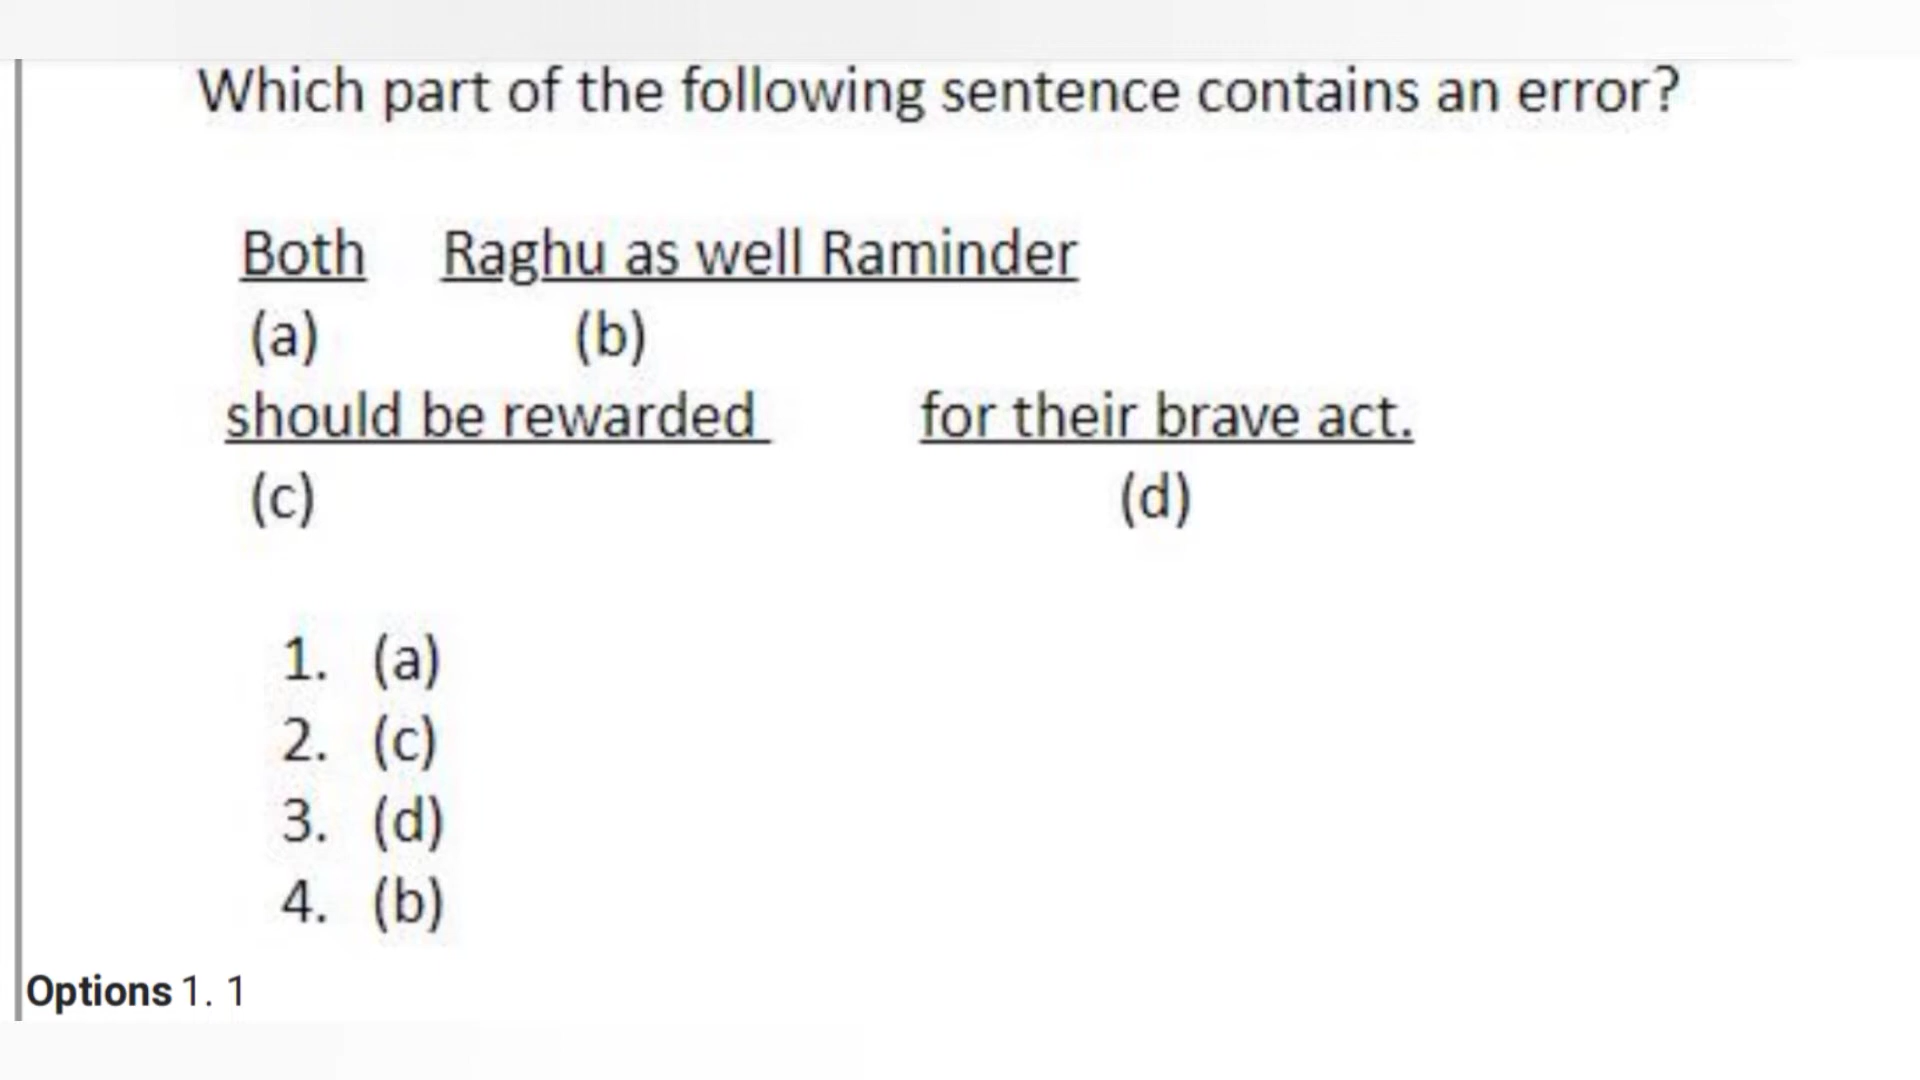 Which part of the following sentence contains an error?
Both Raghu as well Raminder
(a) (b)
should be rewarded for their brave act.
(c) (d)
1. (a)
2. (c)
3. (d)
4. (b)
Options 1. 1